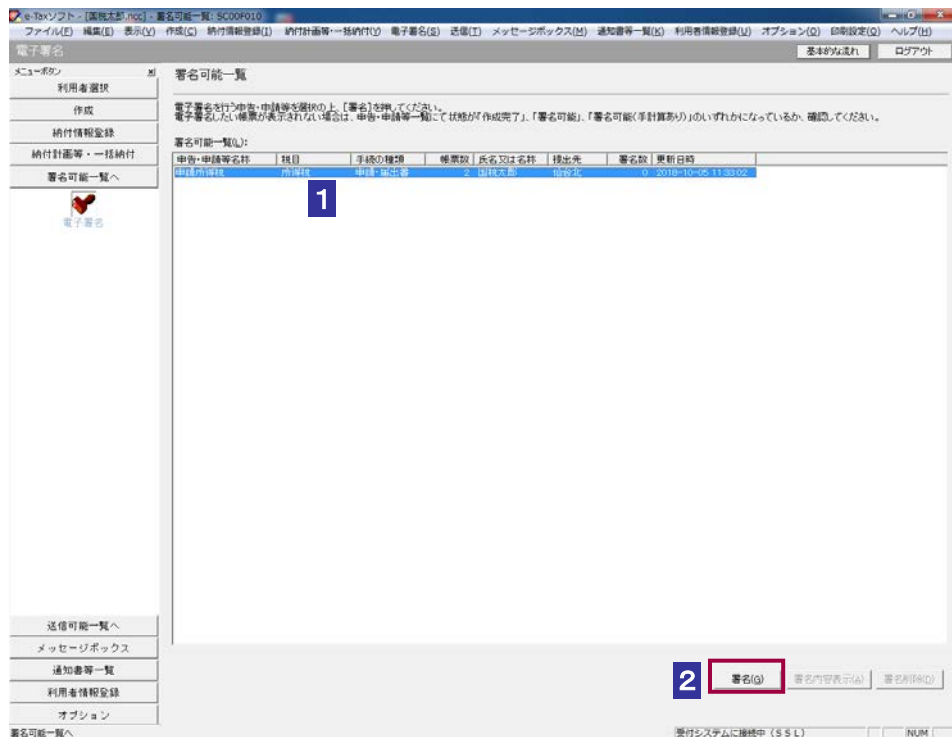 e-Taxソフト - [国税太郎.ncc] - 署名可能一覧: SC00F010
ファイル(F) 編集(E) 表示(V) 作成(C) 納付情報登録(I) 納付計画等・一括納付(Y) 電子署名(S) 送信(T) メッセージボックス(M) 通知書等一覧(K) 利用者情報登録(U) オプション(O) 印刷設定(Q) ヘルプ(H)
電子署名 基本的な流れ ログアウト
メニューボタン
利用者選択
作成
納付情報登録
納付計画等・一括納付
署名可能一覧へ
電子署名
署名可能一覧
電子署名を行う申告・申請等を選択の上、[署名]を押してください。
電子署名したい帳票が表示されない場合は、申告・申請等一覧にて状態が「作成完了」、「署名可能」、「署名可能(手計算あり)」のいずれかになっているか、確認してください。
署名可能一覧(L):
申告・申請等名称 税目 手続の種類 帳票数 氏名又は名称 提出先 署名数 更新日時
申請所得税 所得税 申請・届出書 2 国税太郎 仙台北 0 2018-10-05 11:33:02
1
送信可能一覧へ
メッセージボックス
通知書等一覧
利用者情報登録
オプション
2 署名(G) 署名内容表示(A) 署名削除(D)
署名可能一覧へ 受付システムに接続中 (SSL) NUM